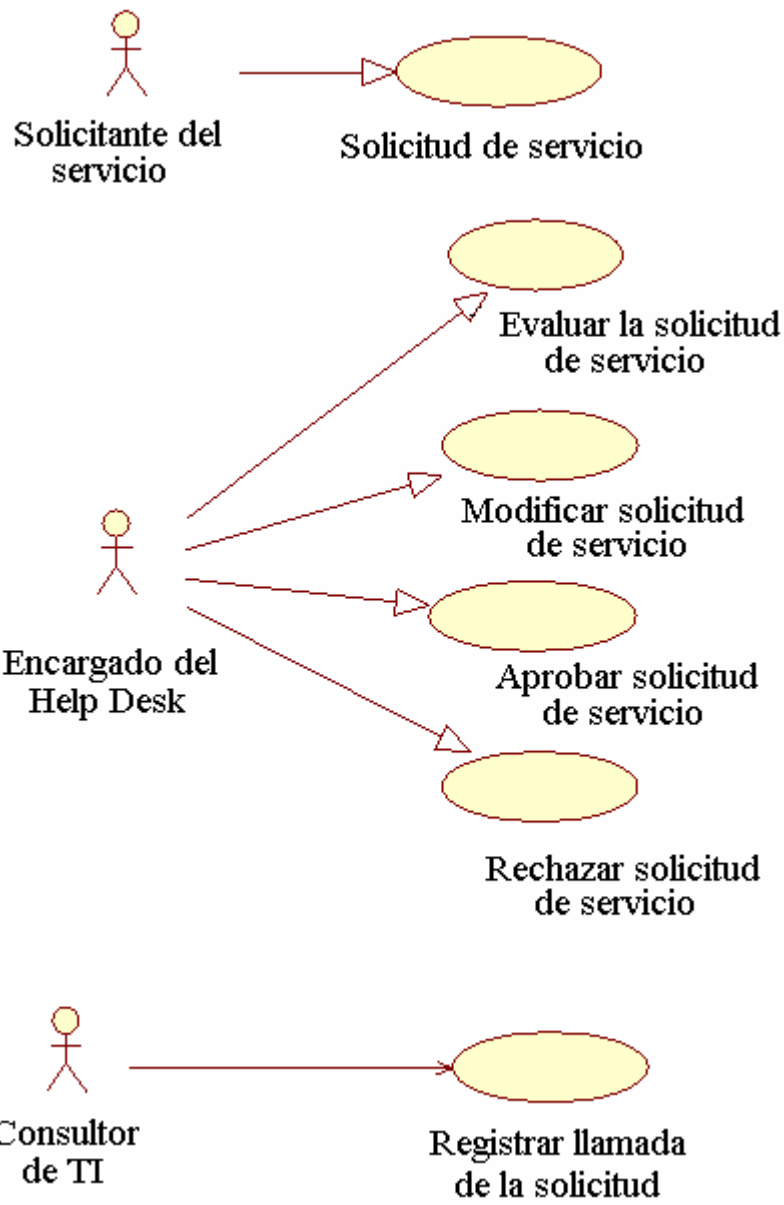 Solicitante del
servicio
Solicitud de servicio
Evaluar la solicitud
de servicio
Modificar solicitud
de servicio
Encargado del
Help Desk
Aprobar solicitud
de servicio
Rechazar solicitud
de servicio
Consultor
de TI
Registrar llamada
de la solicitud